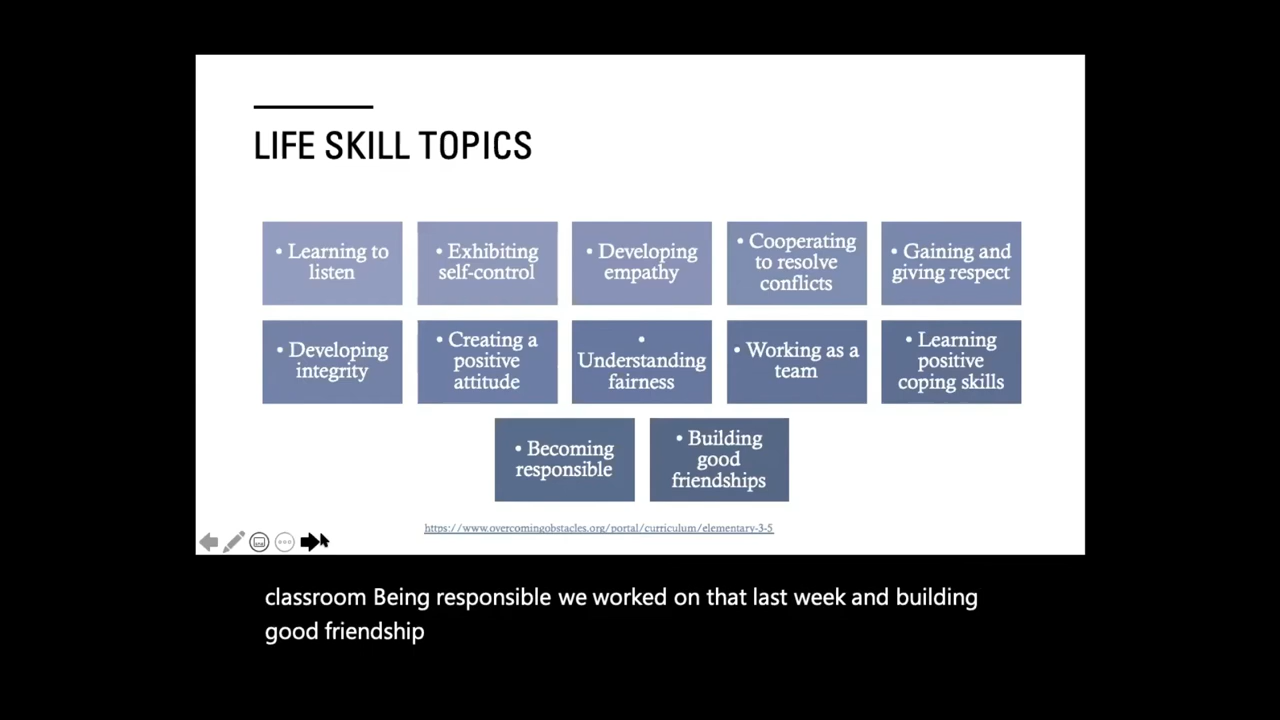 LIFE SKILL TOPICS
• Learning to
listen
• Exhibiting
self-control
• Developing
empathy
• Cooperating
to resolve
conflicts
• Gaining and
giving respect
• Developing
integrity
• Creating a
positive
attitude
•
Understanding
fairness
• Working as a
team
• Learning
positive
coping skills
• Becoming
responsible
• Building
good
friendships
https://www.overcomingobstacles.org/portal/curriculum/elementary-3-5
classroom Being responsible we worked on that last week and building
good friendship